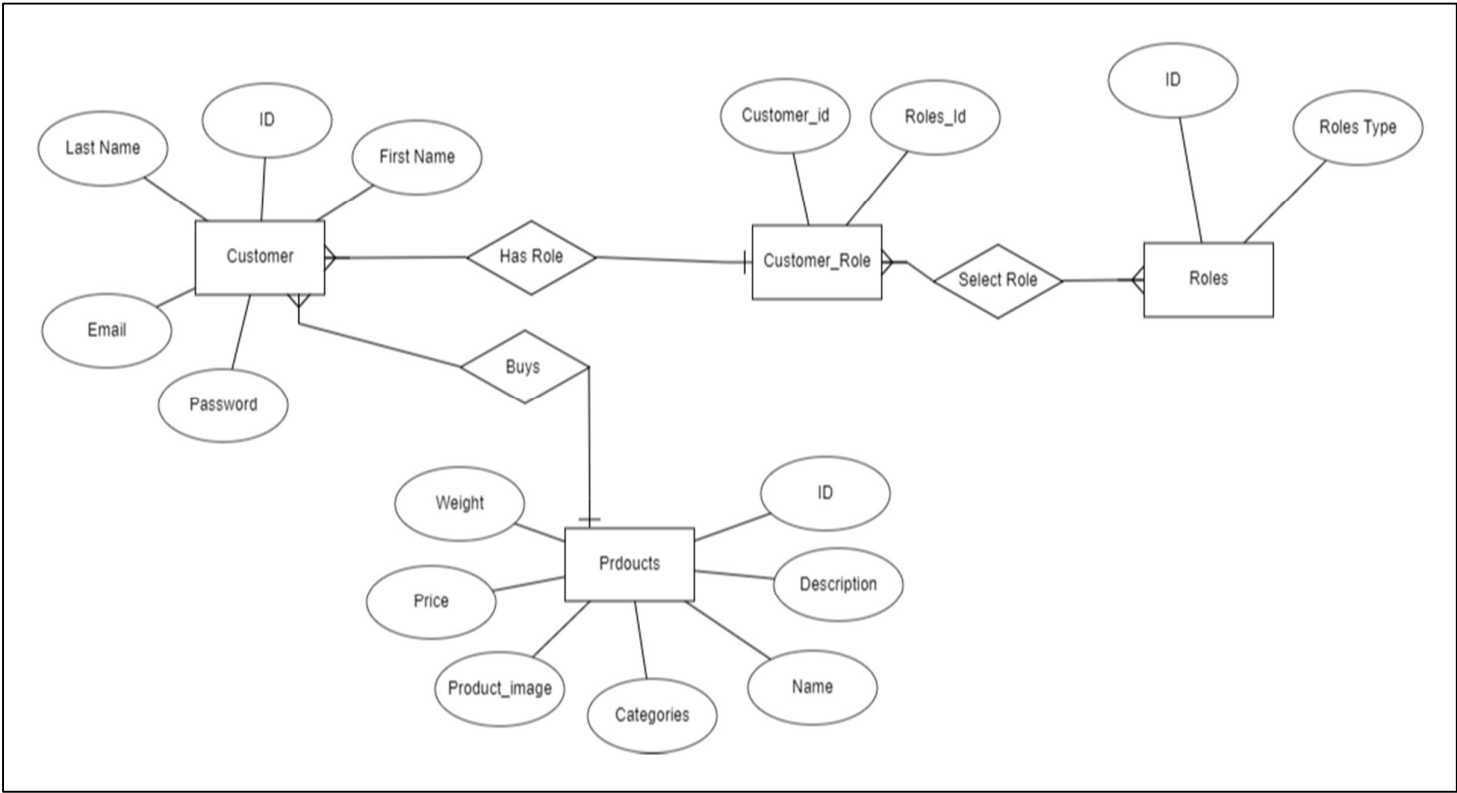 ID
Customer_id
Roles_Id
ID
Roles Type
Last Name
First Name
Customer
Has Role
Customer_Role
Select Role
Roles
Email
Buys
Password
Weight
ID
Prdoucts
Description
Price
Product_image
Categories
Name